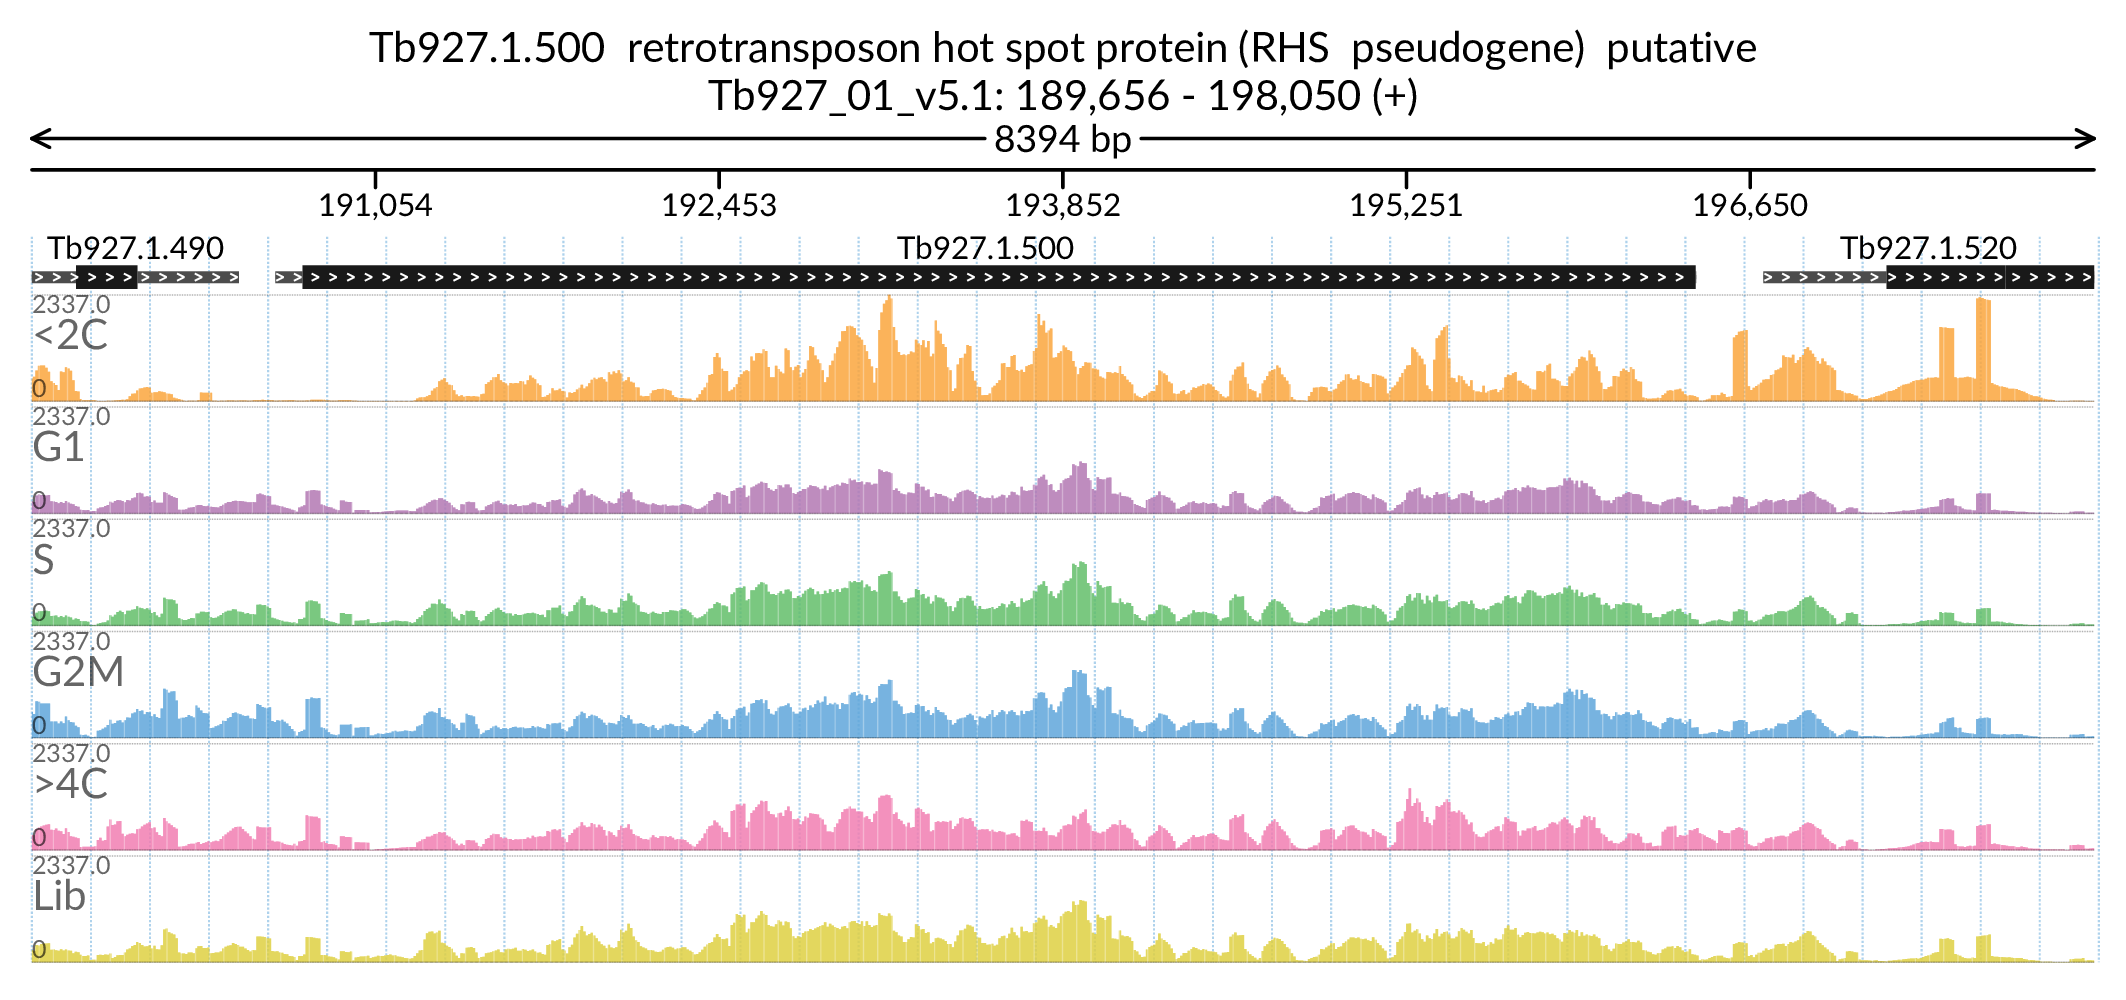 Tb927.1.500  retrotransposon hot spot protein (RHS  pseudogene)  putative
Tb927_01_v5.1: 189,656 - 198,050 (+)
8394 bp
191,054 192,453 193,852 195,251 196,650
Tb927.1.490 Tb927.1.500 Tb927.1.520
2337.0
<2C
0
2337.0
G1
0
2337.0
S
0
2337.0
G2M
0
2337.0
>4C
0
2337.0
Lib
0